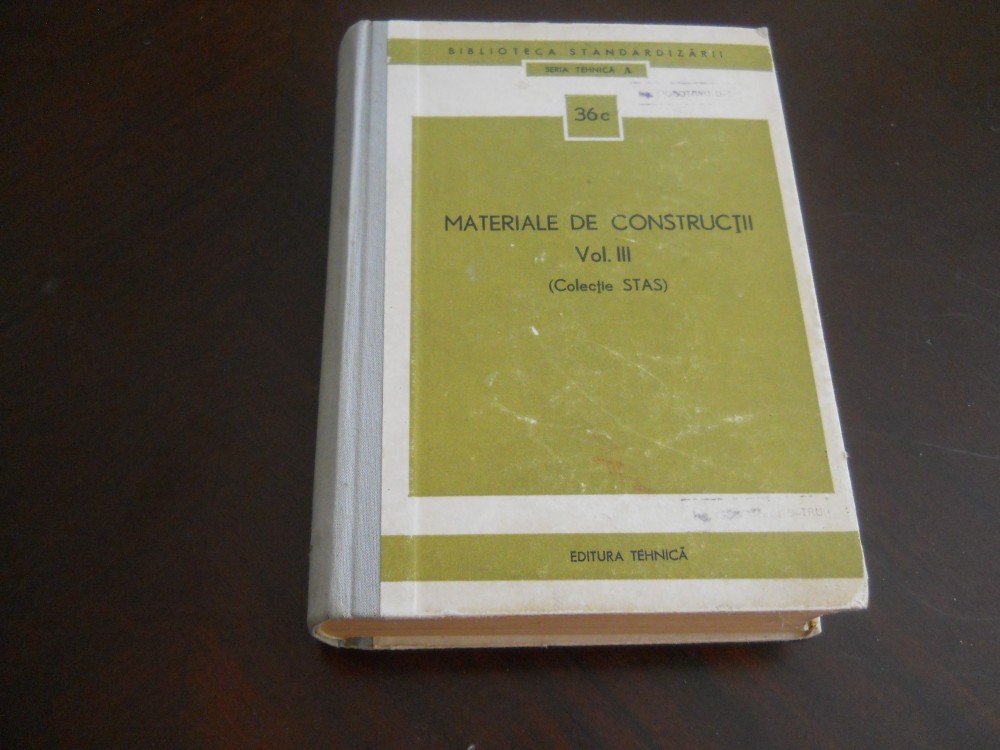 BIBLIOTECA STANDARDIZĂRII
SERIA TEHNICĂ A
36c
MATERIALE DE CONSTRUCŢII
Vol. III
(Colecţie STAS)
EDITURA TEHNICĂ